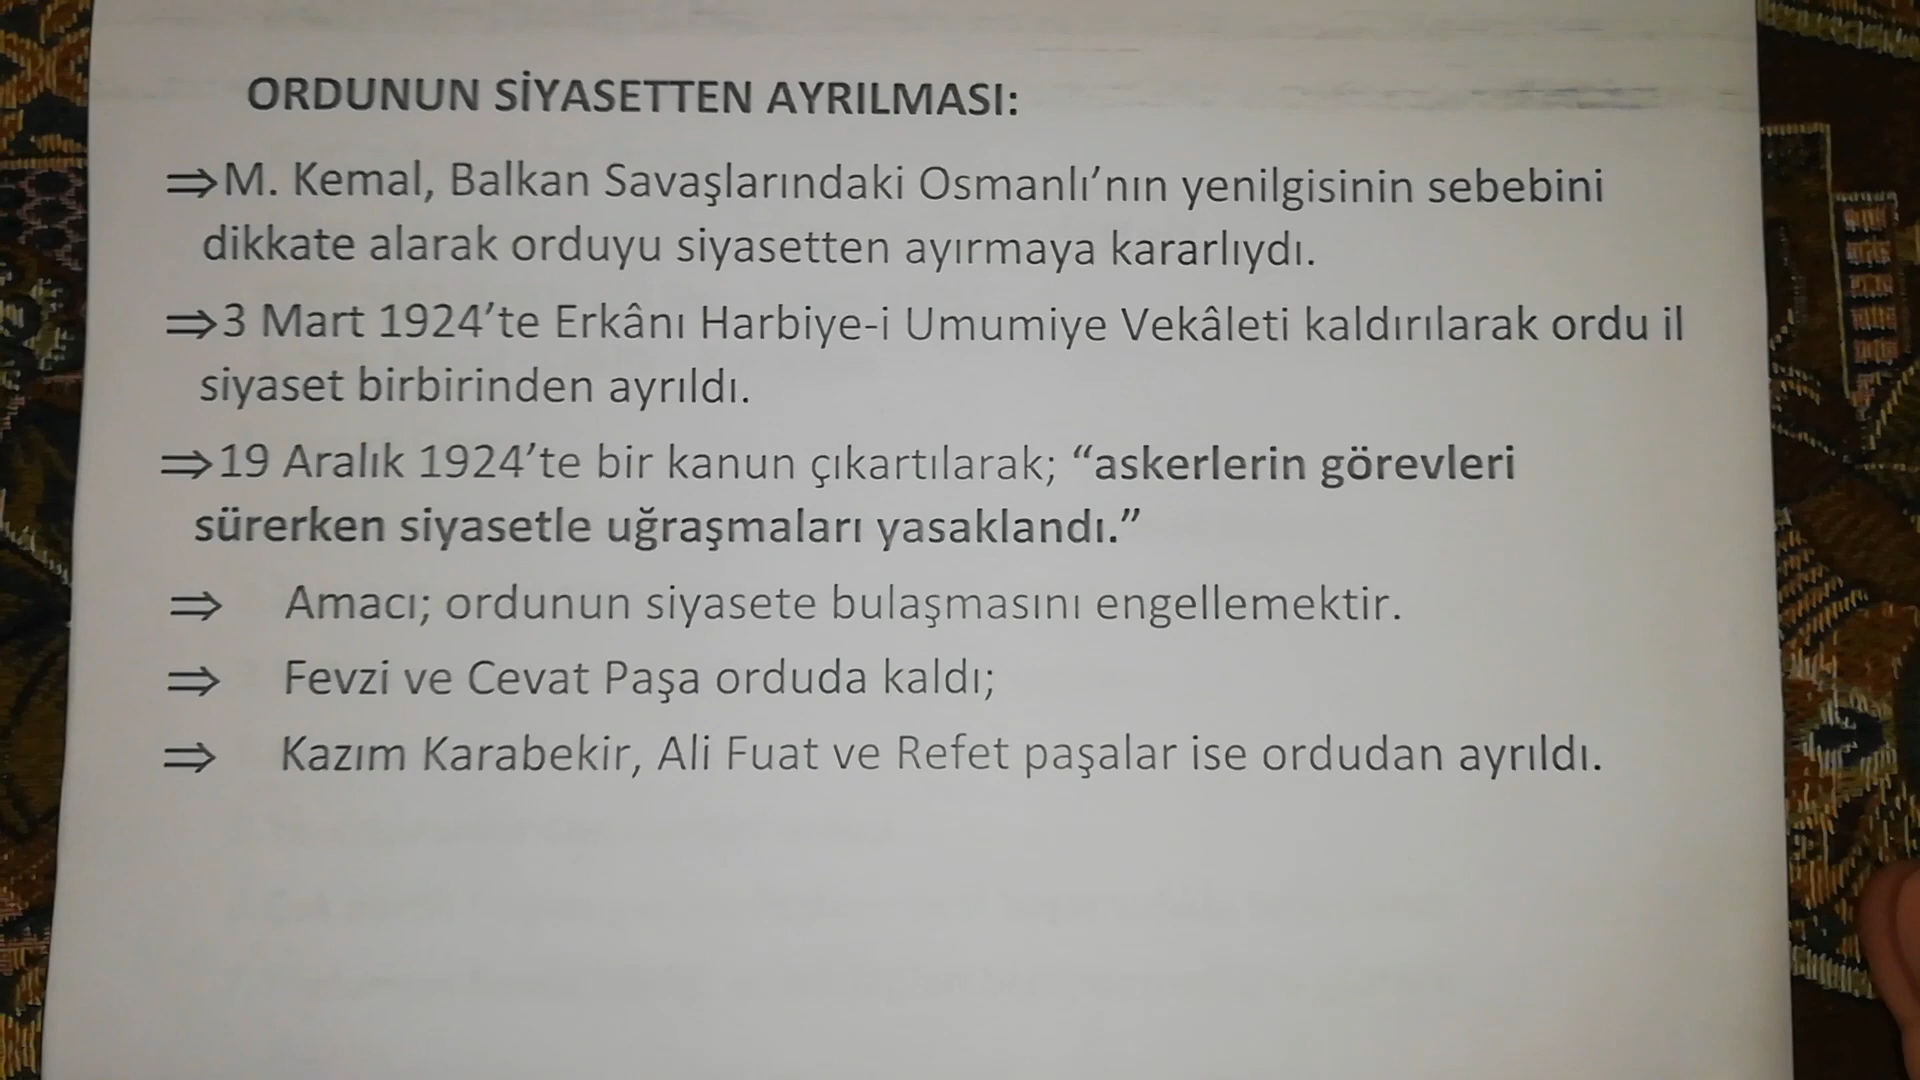 ORDUNUN SİYASETTEN AYRILMASI:
⇒M. Kemal, Balkan Savaşlarındaki Osmanlı’nın yenilgisinin sebebini
dikkate alarak orduyu siyasetten ayırmaya kararlıydı.
⇒3 Mart 1924’te Erkânı Harbiye-i Umumiye Vekâleti kaldırılarak ordu il
siyaset birbirinden ayrıldı.
⇒19 Aralık 1924’te bir kanun çıkartılarak; “askerlerin görevleri
sürerken siyasetle uğraşmaları yasaklandı.”
⇒ Amacı; ordunun siyasete bulaşmasını engellemektir.
⇒ Fevzi ve Cevat Paşa orduda kaldı;
⇒ Kazım Karabekir, Ali Fuat ve Refet paşalar ise ordudan ayrıldı.